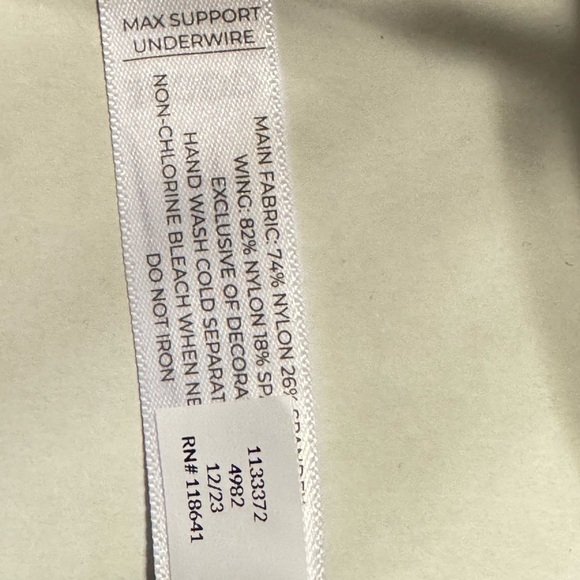 MAX SUPPORT
UNDERWIRE
MAIN FABRIC: 74% NYLON 26%
WING: 82% NYLON 18% SP
EXCLUSIVE OF DECORA
HAND WASH COLD SEPARAT
NON-CHLORINE BLEACH WHEN NE
DO NOT IRON
1133372
4982
12/23
RN# 118641